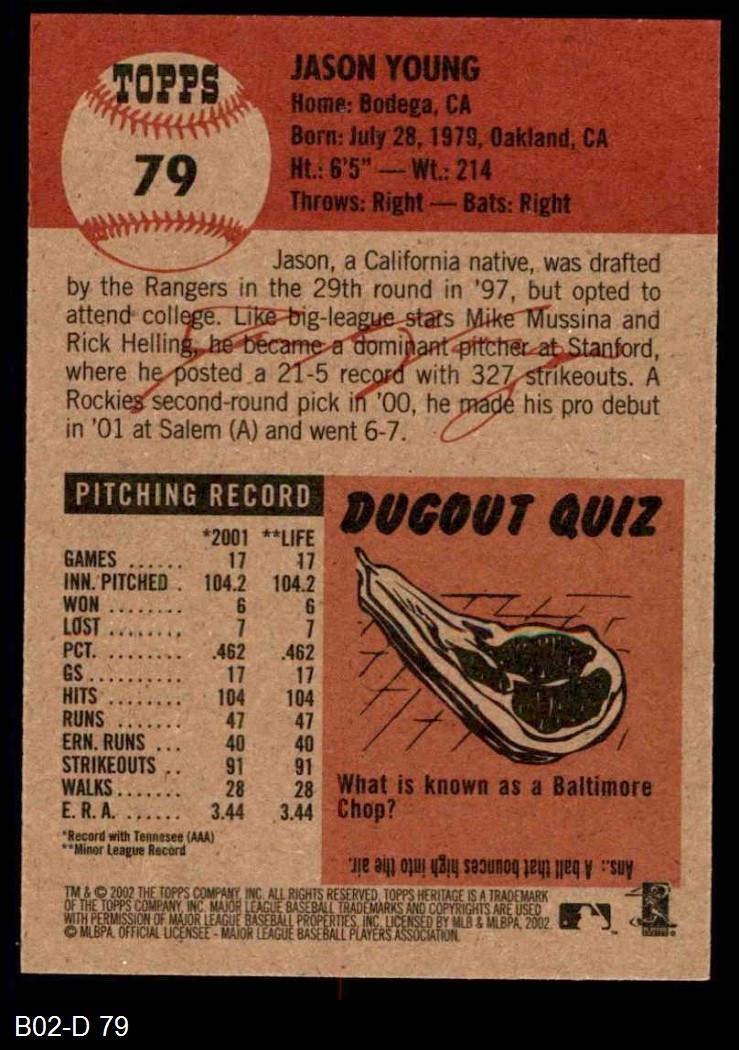 TOPPS
79
JASON YOUNG
Home: Bodega, CA
Born: July 28, 1979, Oakland, CA
Ht.: 6'5" — Wt.: 214
Throws: Right — Bats: Right
Jason, a California native, was drafted
by the Rangers in the 29th round in '97, but opted to
attend college. Like big-league stars Mike Mussina and
Rick Helling, he became a dominant pitcher at Stanford,
where he posted a 21-5 record with 327 strikeouts. A
Rockies second-round pick in '00, he made his pro debut
in '01 at Salem (A) and went 6-7.
PITCHING RECORD
*2001 **LIFE
GAMES ...... 17 17
INN. PITCHED . 104.2 104.2
WON ........ 6 6
LOST ........ 7 7
PCT. ......... .462 .462
GS .......... 17 17
HITS ........ 104 104
RUNS ....... 47 47
ERN. RUNS ... 40 40
STRIKEOUTS .. 91 91
WALKS ....... 28 28
E. R. A. ....... 3.44 3.44
*Record with Tennesee (AAA)
**Minor League Record
DUGOUT QUIZ
What is known as a Baltimore
Chop?
Ans.: A ball that bounces high into the air.
TM & © 2002 THE TOPPS COMPANY, INC. ALL RIGHTS RESERVED. TOPPS HERITAGE IS A TRADEMARK
OF THE TOPPS COMPANY, INC. MAJOR LEAGUE BASEBALL TRADEMARKS AND COPYRIGHTS ARE USED
WITH PERMISSION OF MAJOR LEAGUE BASEBALL PROPERTIES, INC. LICENSED BY MLB & MLBPA, 2002.
© MLBPA, OFFICIAL LICENSEE - MAJOR LEAGUE BASEBALL PLAYERS ASSOCIATION.
B02-D 79